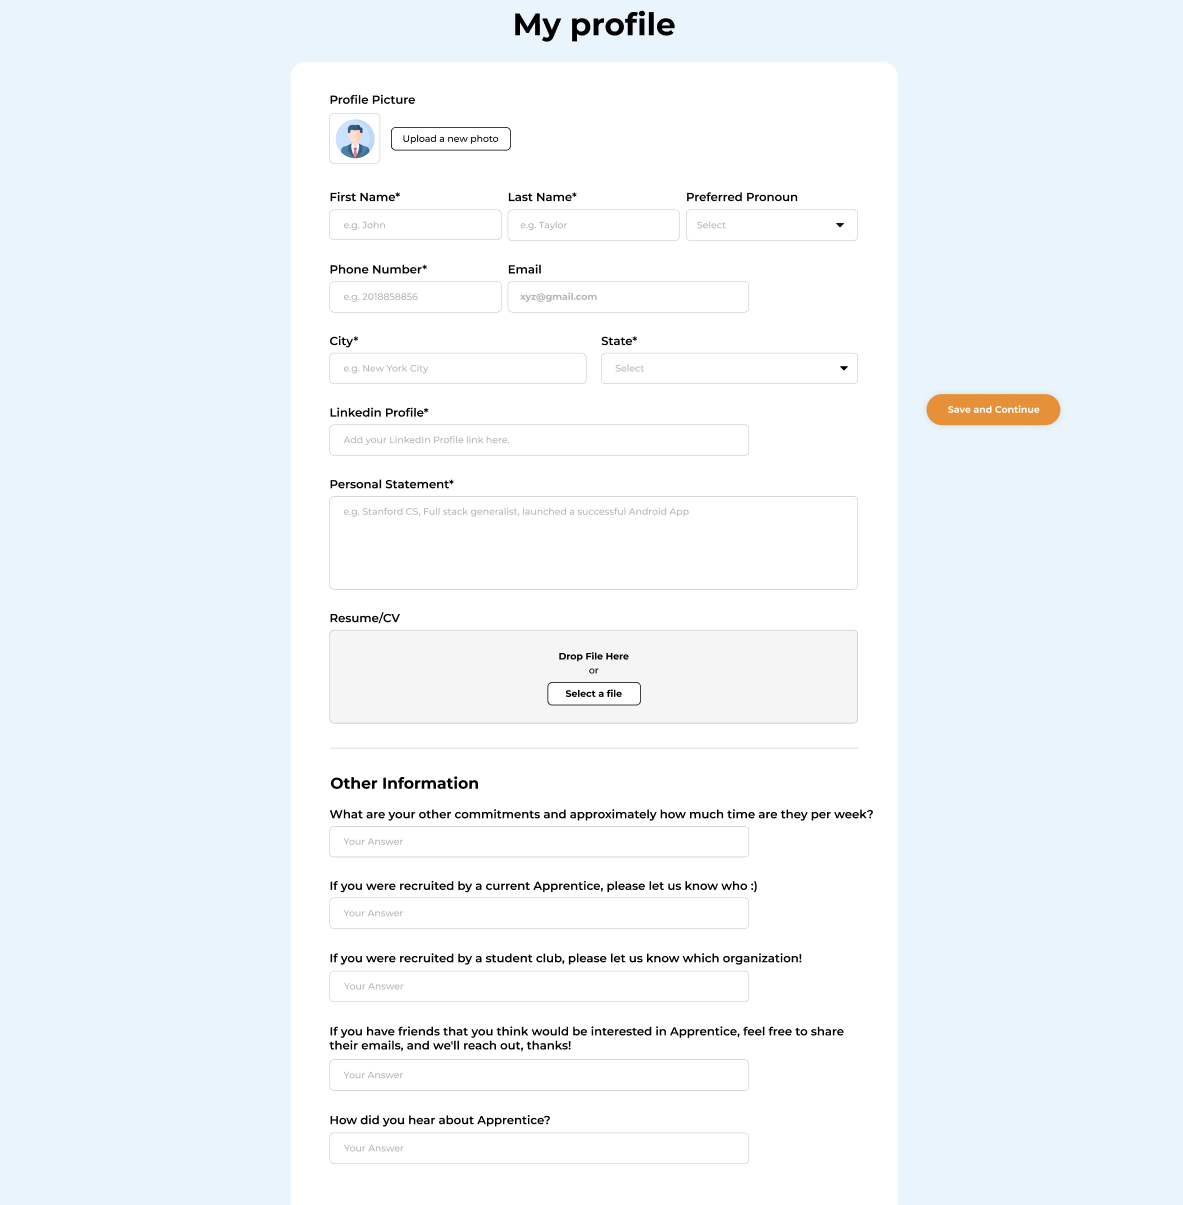 My profile
Profile Picture
Upload a new photo
First Name*
Last Name*
Preferred Pronoun
e.g. John
e.g. Taylor
Select
Phone Number*
Email
e.g. 2018858856
xyz@gmail.com
City*
State*
e.g. New York City
Select
Linkedin Profile*
Add your LinkedIn Profile link here.
Save and Continue
Personal Statement*
e.g. Stanford CS, Full stack generalist, launched a successful Android App
Resume/CV
Drop File Here
or
Select a file
Other Information
What are your other commitments and approximately how much time are they per week?
Your Answer
If you were recruited by a current Apprentice, please let us know who :)
Your Answer
If you were recruited by a student club, please let us know which organization!
Your Answer
If you have friends that you think would be interested in Apprentice, feel free to share
their emails, and we'll reach out, thanks!
Your Answer
How did you hear about Apprentice?
Your Answer